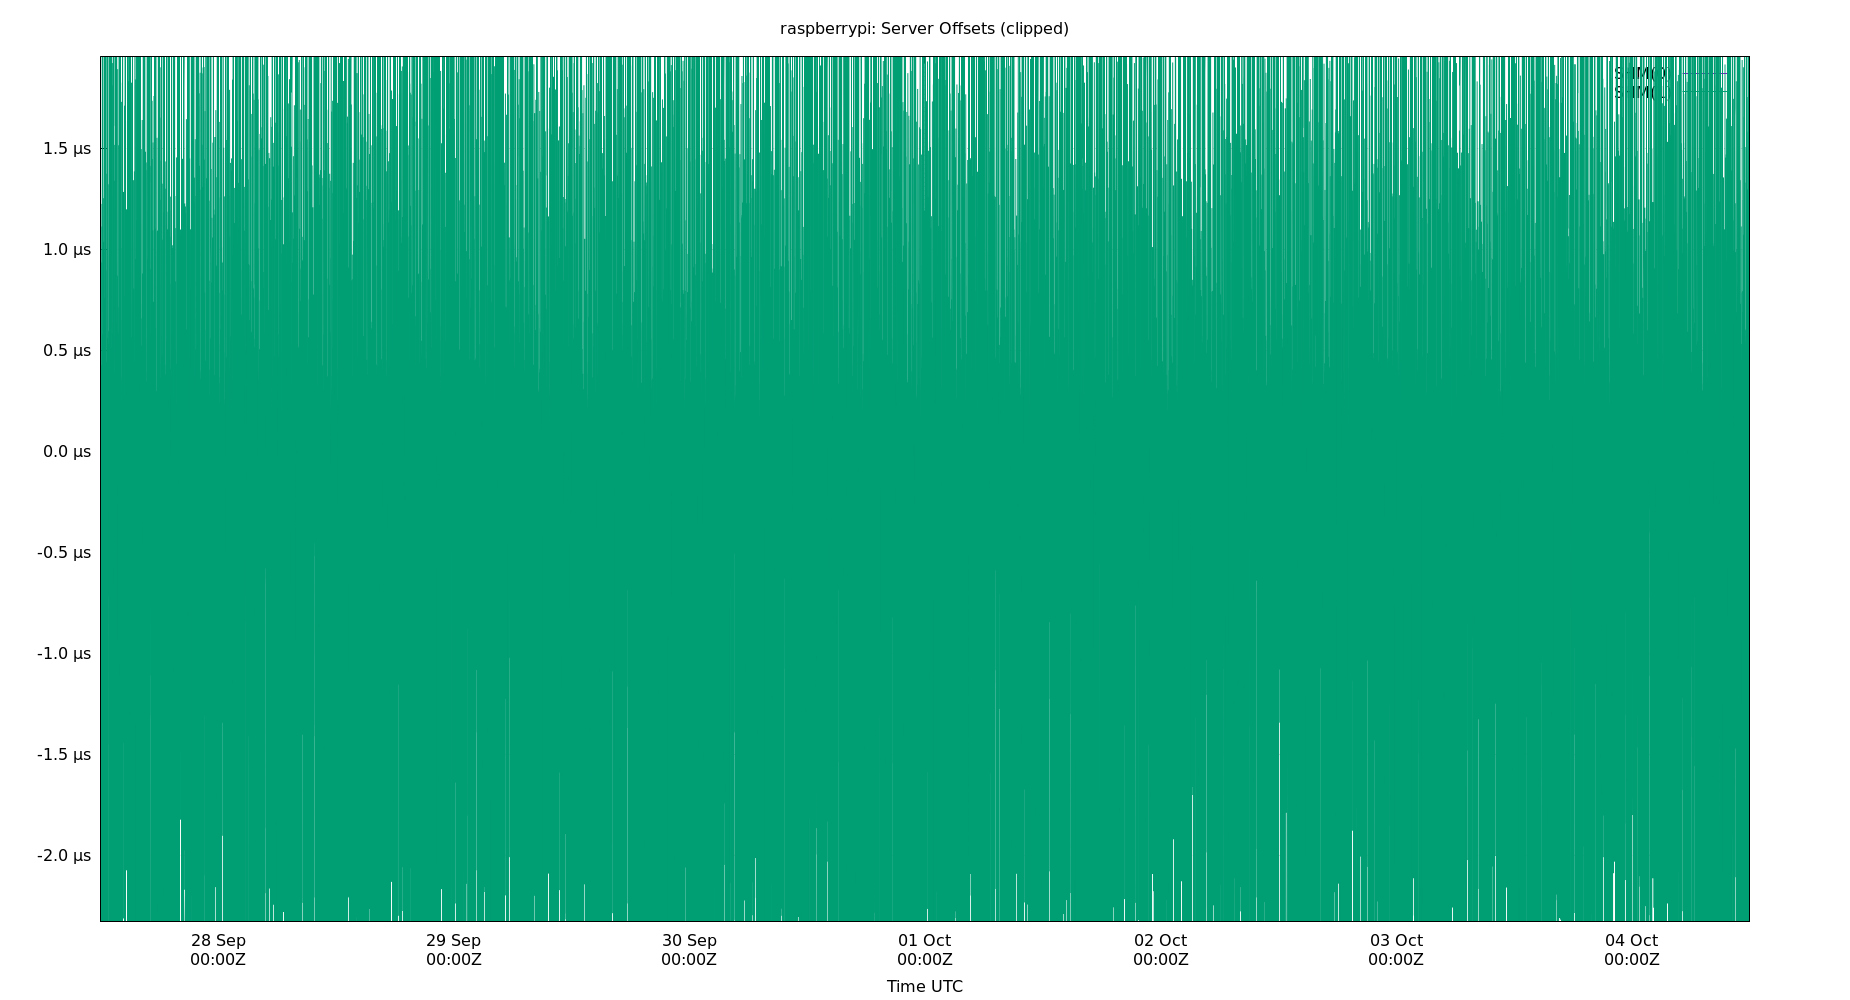 raspberrypi: Server Offsets (clipped)
1.5 µs
1.0 µs
0.5 µs
0.0 µs
-0.5 µs
-1.0 µs
-1.5 µs
-2.0 µs
28 Sep 29 Sep 30 Sep 01 Oct 02 Oct 03 Oct 04 Oct
00:00Z 00:00Z 00:00Z 00:00Z 00:00Z 00:00Z 00:00Z
Time UTC